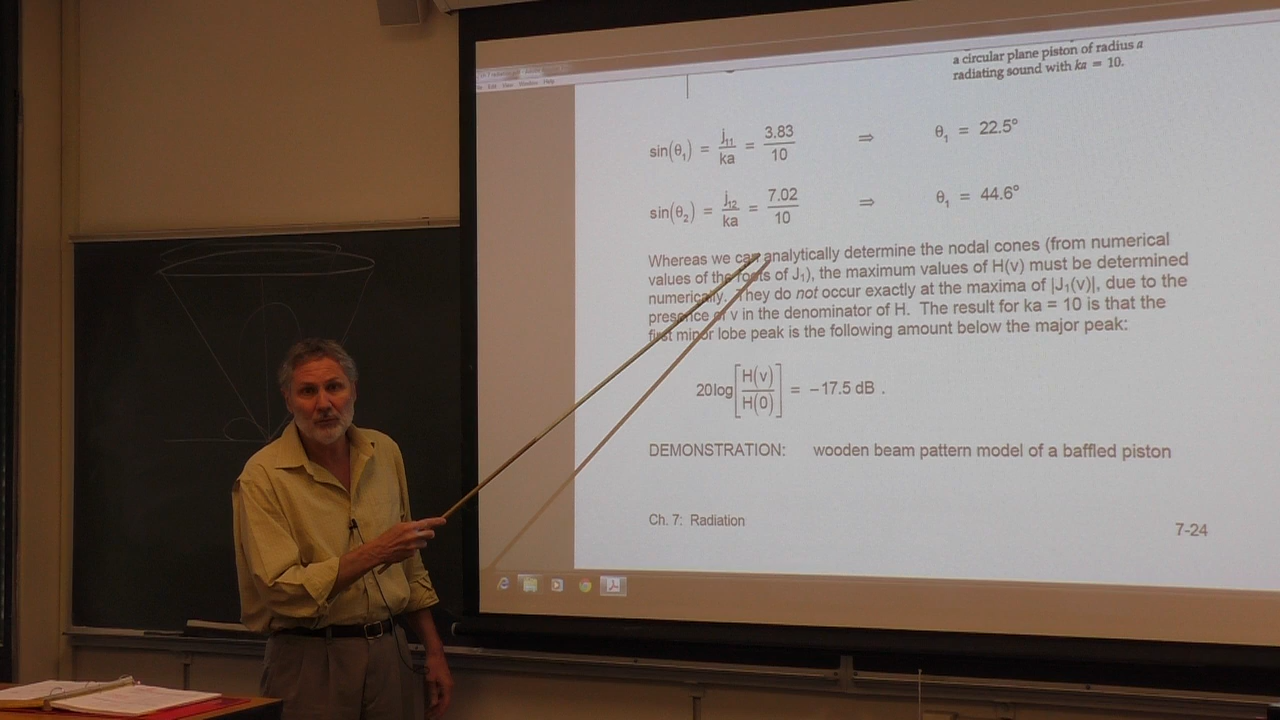 a circular plane piston of radius a
radiating sound with ka = 10.
sin(θ₁) = j₁₁/ka = 3.83/10 ⇒ θ₁ = 22.5°
sin(θ₂) = j₁₂/ka = 7.02/10 ⇒ θ₁ = 44.6°
Whereas we can analytically determine the nodal cones (from numerical
values of the roots of J₁), the maximum values of H(v) must be determined
numerically. They do not occur exactly at the maxima of |J₁(v)|, due to the
presence of v in the denominator of H. The result for ka = 10 is that the
first minor lobe peak is the following amount below the major peak:
20log[H(v)/H(0)] = −17.5 dB .
DEMONSTRATION: wooden beam pattern model of a baffled piston
Ch. 7: Radiation
7-24